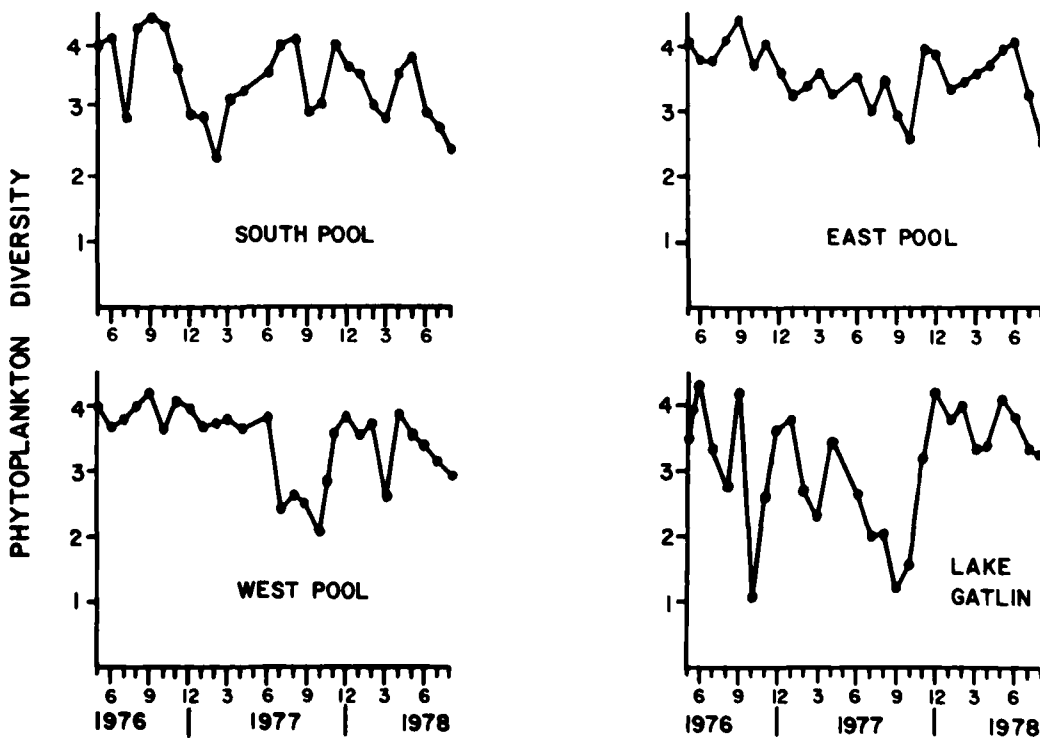 PHYTOPLANKTON DIVERSITY
4
3
2
1
SOUTH POOL
6 9 12 3 6 9 12 3 6
4
3
2
1
EAST POOL
6 9 12 3 6 9 12 3 6
4
3
2
1
WEST POOL
6 9 12 3 6 9 12 3 6
1976 | 1977 | 1978
4
3
2
1
LAKE
GATLIN
6 9 12 3 6 9 12 3 6
1976 | 1977 | 1978